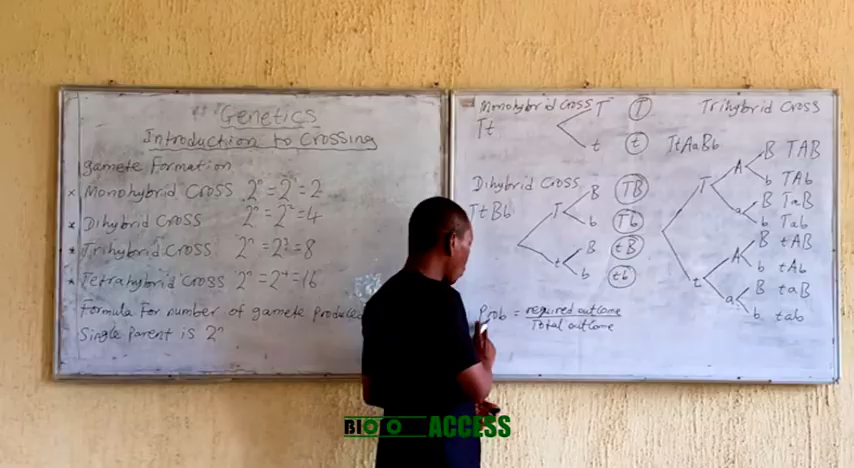 Genetics
Introduction to Crossing
gamete Formation
× Monohybrid Cross 2ⁿ = 2ⁿ = 2
* Dihybrid Cross 2ⁿ = 2² = 4
* Trihybrid Cross 2ⁿ = 2³ = 8
* Tetrahybrid Cross 2ⁿ = 2⁴ = 16
Formula For number of gamete Produced
Single Parent is 2ⁿ
Monohybrid Cross
Tt
T T
t t
Dihybrid Cross
TtBb
T B TB
b Tb
t B tB
b tb
Prob = required outcome
Total outcome
Trihybrid Cross
TtAaBb
T A B TAB
b TAb
a B TaB
b Tab
t A B tAB
b tAb
a B taB
b tab
BIO ACCESS